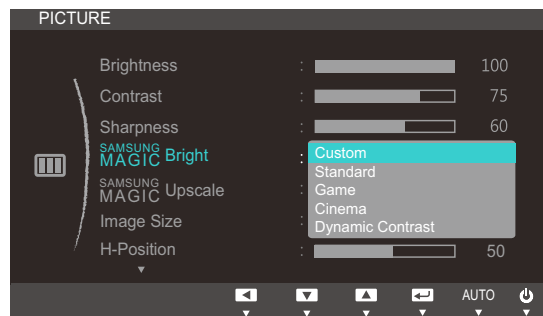 PICTURE
Brightness : 100
Contrast : 75
Sharpness : 60
SAMSUNG MAGIC Bright :
Custom
Standard
SAMSUNG MAGIC Upscale :
Game
Cinema
Dynamic Contrast
Image Size :
H-Position : 50
AUTO